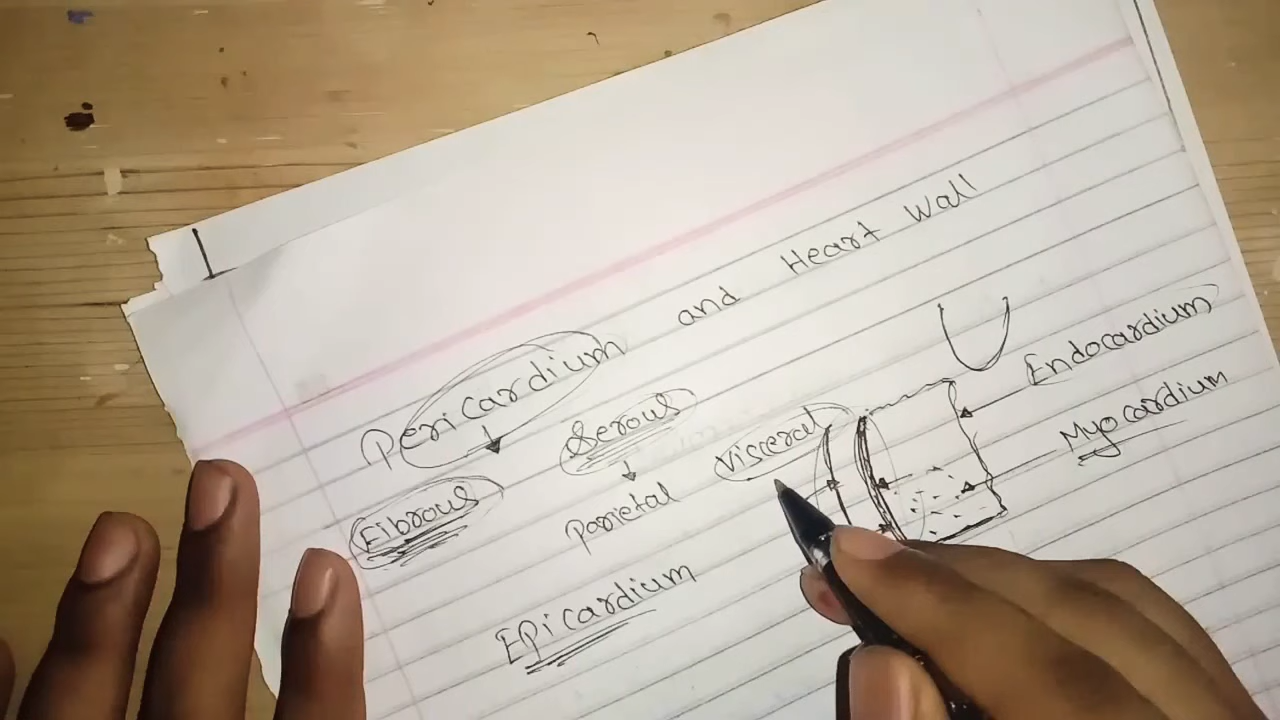 Pericardium and Heart Wall
Fibrous Serous Visceral Endocardium
Parietal Myocardium
Epicardium